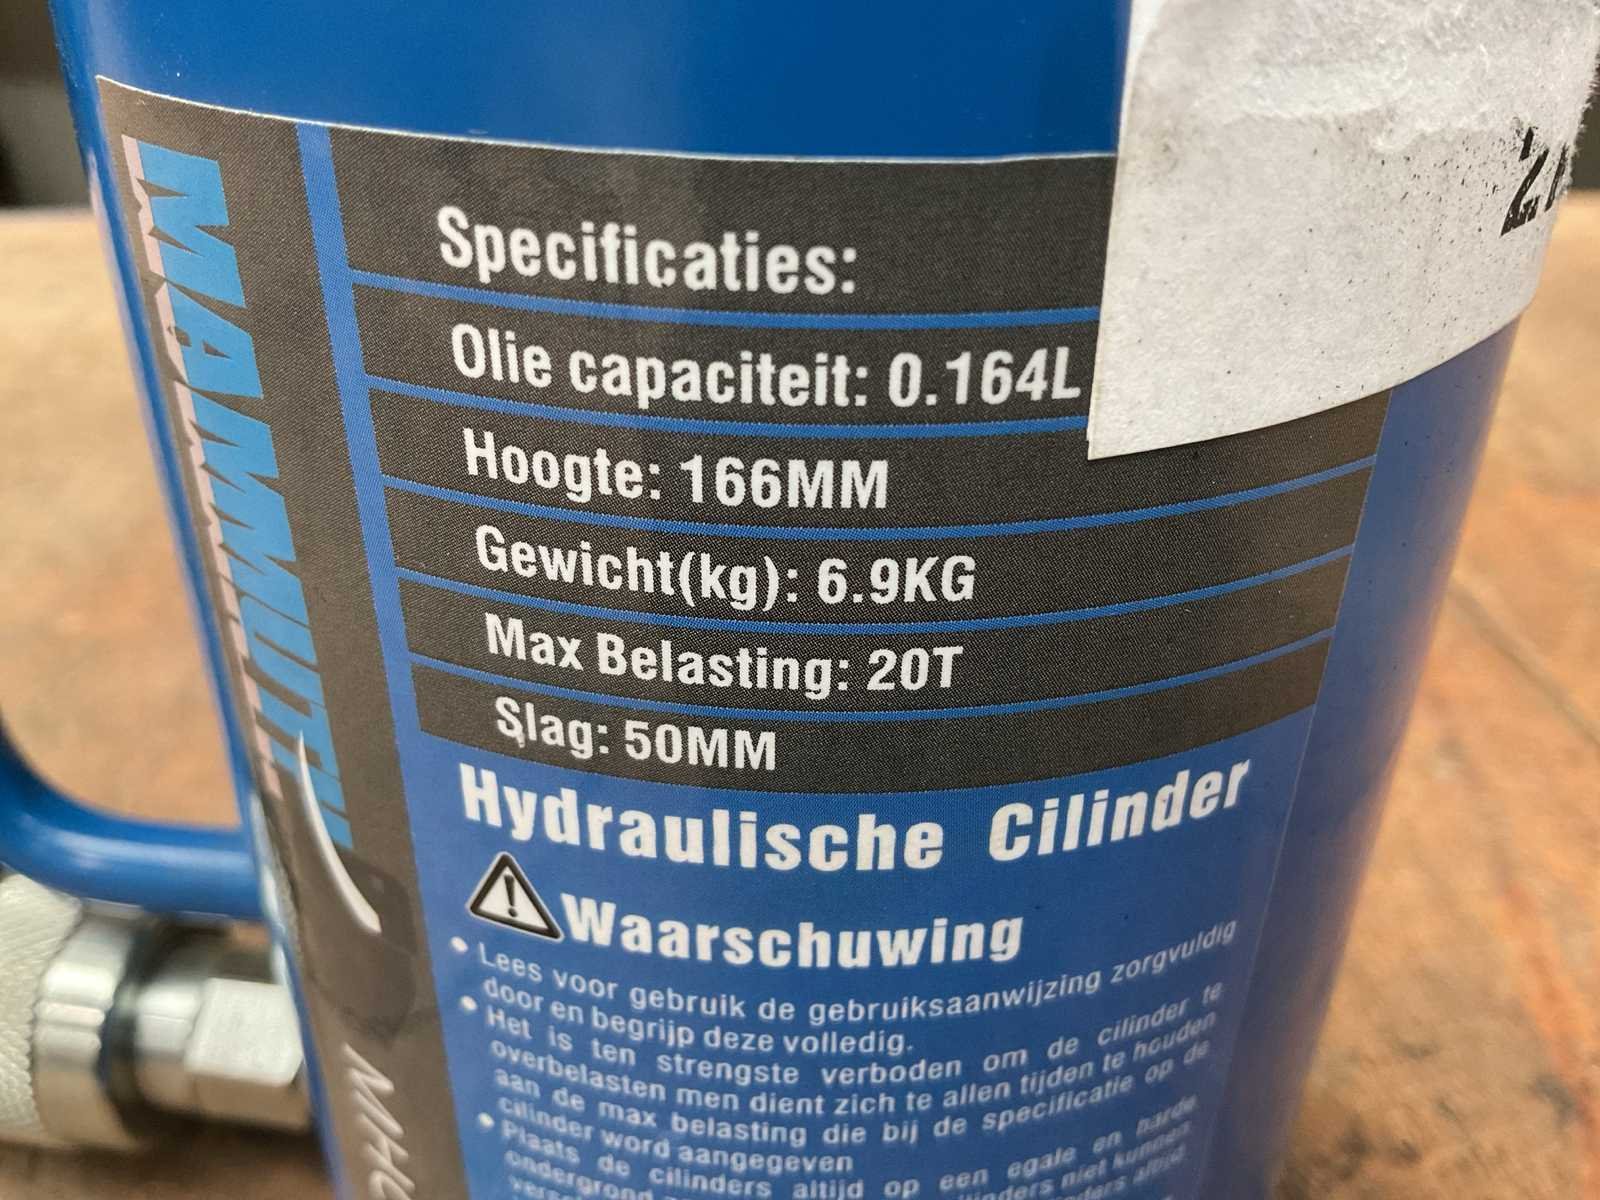 MAMMUTH
Specificaties:
Olie capaciteit: 0.164L
Hoogte: 166MM
Gewicht(kg): 6.9KG
Max Belasting: 20T
Slag: 50MM
Hydraulische Cilinder
Waarschuwing
• Lees voor gebruik de gebruiksaanwijzing zorgvuldig
door en begrijp deze volledig.
• Het is ten strengste verboden om de cilinder te
overbelasten men dient zich te allen tijden te houden
aan de max belasting die bij de specificatie op de
cilinder word aangegeven
• Plaats de cilinders altijd op een egale en harde
ondergrond
MHC